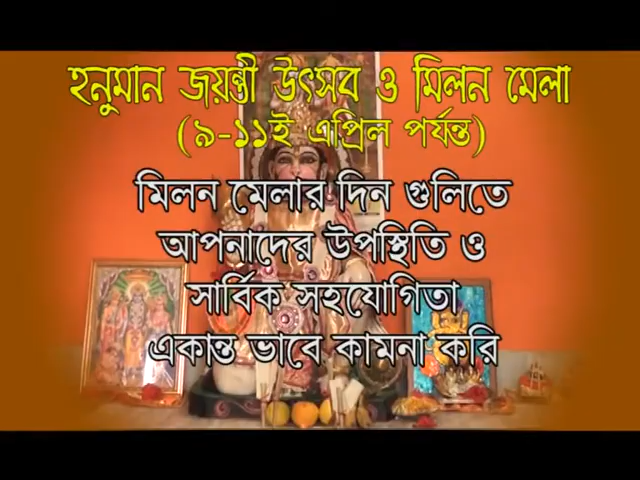 হনুমান জয়ন্তী উৎসব ও মিলন মেলা
(৯-১১ই এপ্রিল পর্যন্ত)
মিলন মেলার দিন গুলিতে
আপনাদের উপস্থিতি ও
সার্বিক সহযোগিতা
একান্ত ভাবে কামনা করি